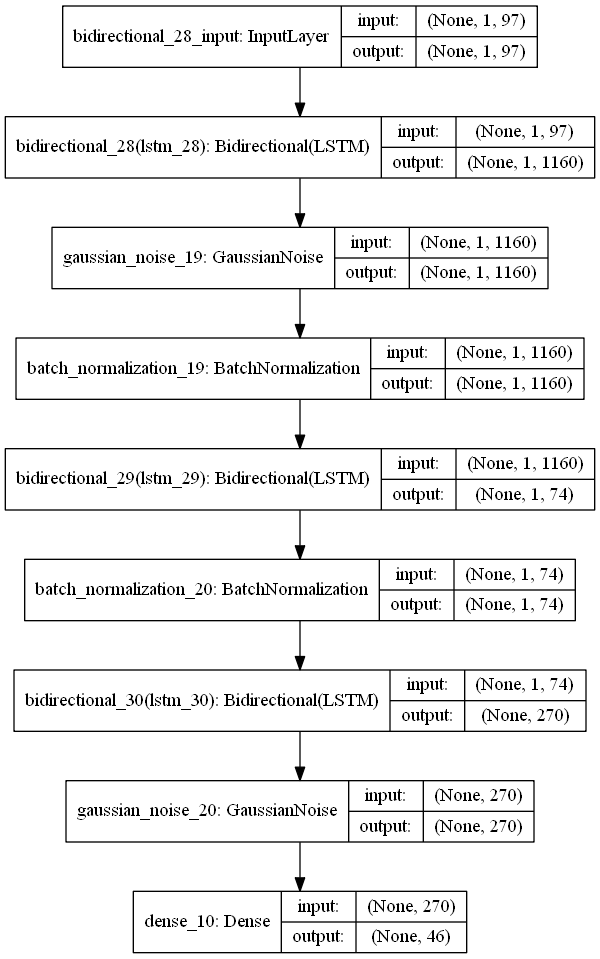 bidirectional_28_input: InputLayer
input: (None, 1, 97)
output: (None, 1, 97)
bidirectional_28(lstm_28): Bidirectional(LSTM)
input: (None, 1, 97)
output: (None, 1, 1160)
gaussian_noise_19: GaussianNoise
input: (None, 1, 1160)
output: (None, 1, 1160)
batch_normalization_19: BatchNormalization
input: (None, 1, 1160)
output: (None, 1, 1160)
bidirectional_29(lstm_29): Bidirectional(LSTM)
input: (None, 1, 1160)
output: (None, 1, 74)
batch_normalization_20: BatchNormalization
input: (None, 1, 74)
output: (None, 1, 74)
bidirectional_30(lstm_30): Bidirectional(LSTM)
input: (None, 1, 74)
output: (None, 270)
gaussian_noise_20: GaussianNoise
input: (None, 270)
output: (None, 270)
dense_10: Dense
input: (None, 270)
output: (None, 46)